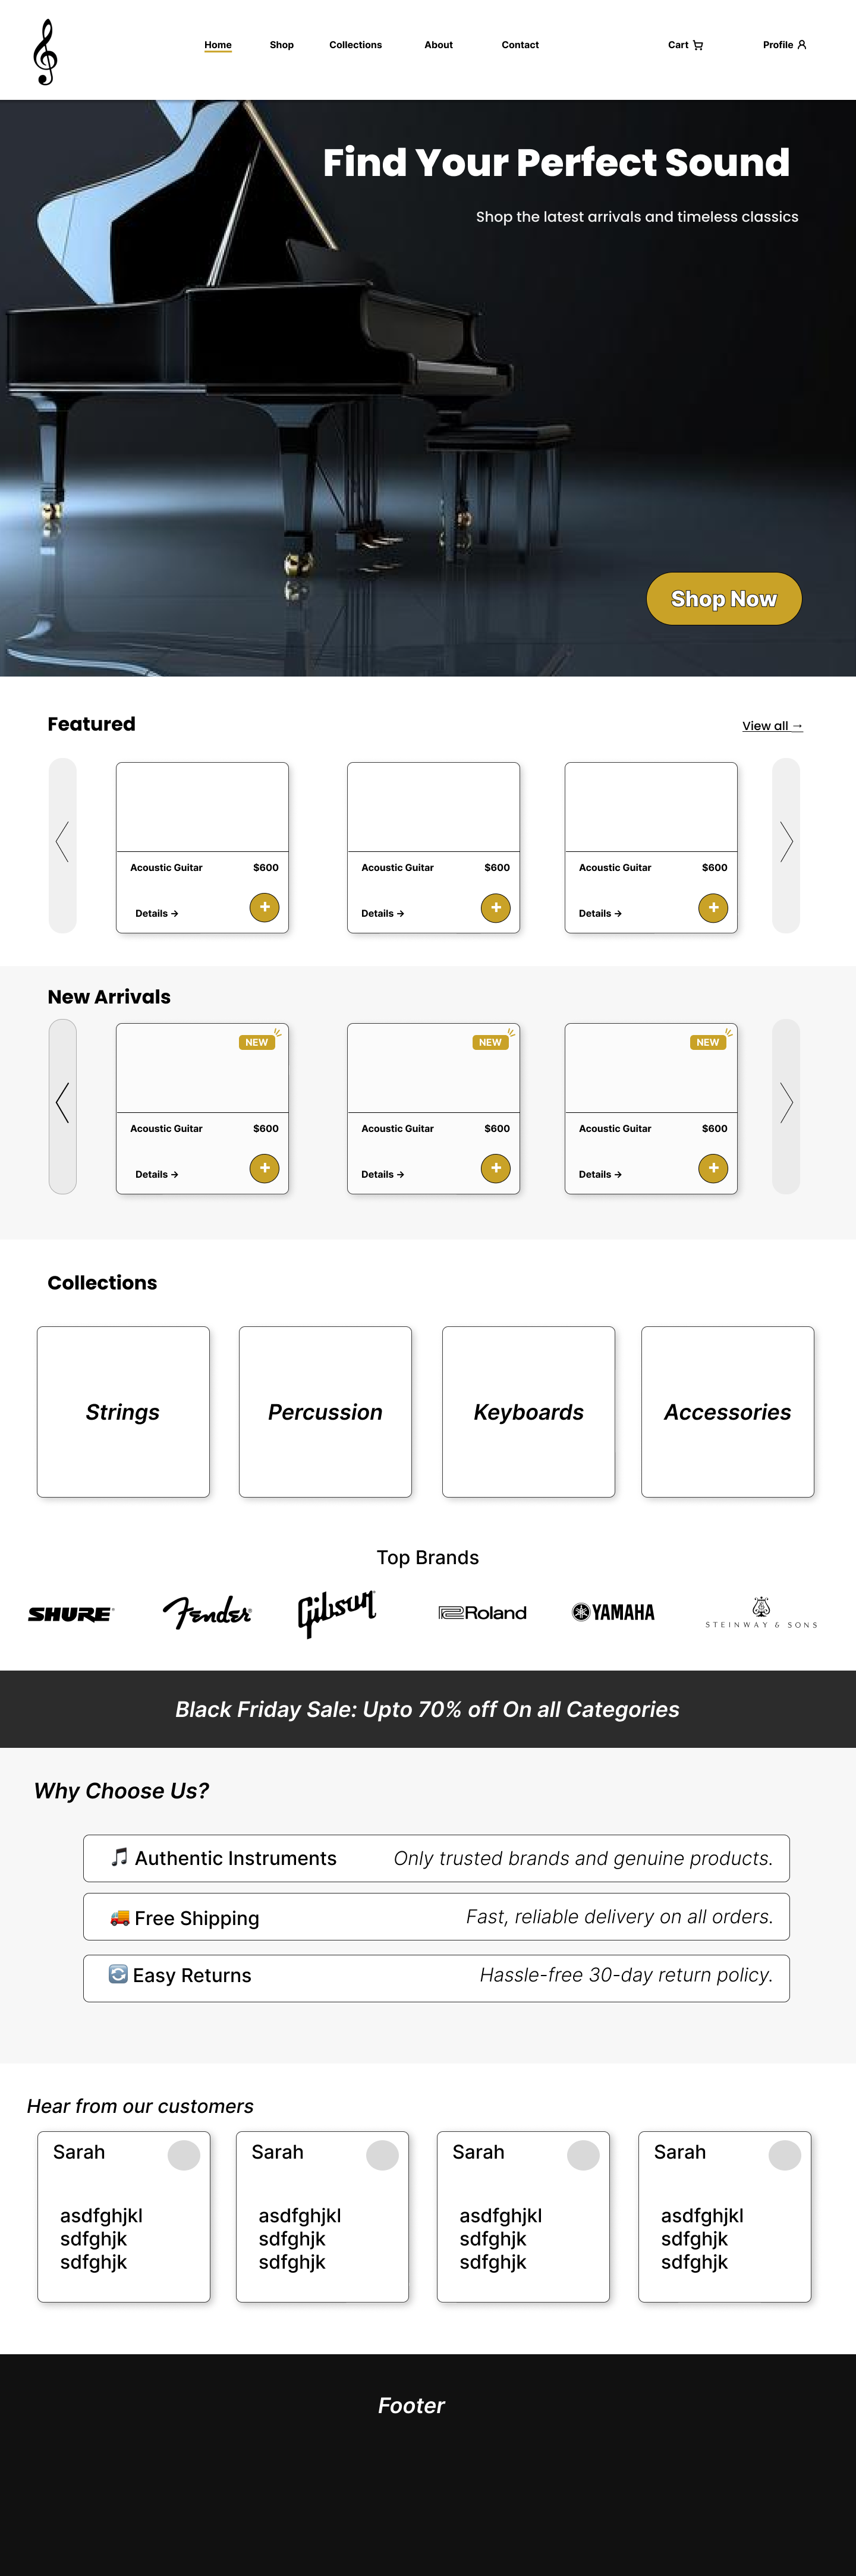 Home Shop Collections About Contact Cart Profile
Find Your Perfect Sound
Shop the latest arrivals and timeless classics
Shop Now
Featured View all →
Acoustic Guitar $600 Acoustic Guitar $600 Acoustic Guitar $600
Details → + Details → + Details → +
New Arrivals
NEW NEW NEW
Acoustic Guitar $600 Acoustic Guitar $600 Acoustic Guitar $600
Details → + Details → + Details → +
Collections
Strings Percussion Keyboards Accessories
Top Brands
SHURE Fender Gibson Roland YAMAHA STEINWAY & SONS
Black Friday Sale: Upto 70% off On all Categories
Why Choose Us?
🎵 Authentic Instruments Only trusted brands and genuine products.
🚚 Free Shipping Fast, reliable delivery on all orders.
🔄 Easy Returns Hassle-free 30-day return policy.
Hear from our customers
Sarah Sarah Sarah Sarah
asdfghjkl asdfghjkl asdfghjkl asdfghjkl
sdfghjk sdfghjk sdfghjk sdfghjk
sdfghjk sdfghjk sdfghjk sdfghjk
Footer